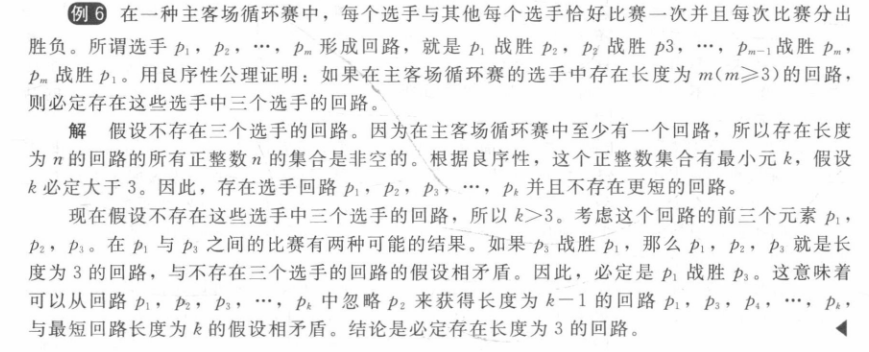 例6 在一种主客场循环赛中，每个选手与其他每个选手恰好比赛一次并且每次比赛分出
胜负。所谓选手 p₁，p₂，…，pₘ 形成回路，就是 p₁ 战胜 p₂，p₂ 战胜 p3，…，pₘ₋₁战胜 pₘ，
pₘ 战胜 p₁。用良序性公理证明：如果在主客场循环赛的选手中存在长度为 m(m⩾3)的回路，
则必定存在这些选手中三个选手的回路。
解 假设不存在三个选手的回路。因为在主客场循环赛中至少有一个回路，所以存在长度
为 n 的回路的所有正整数 n 的集合是非空的。根据良序性，这个正整数集合有最小元 k，假设
k 必定大于 3。因此，存在选手回路 p₁，p₂，p₃，…，pₖ 并且不存在更短的回路。
现在假设不存在这些选手中三个选手的回路，所以 k>3。考虑这个回路的前三个元素 p₁，
p₂，p₃。在 p₁ 与 p₃ 之间的比赛有两种可能的结果。如果 p₃ 战胜 p₁，那么 p₁，p₂，p₃ 就是长
度为 3 的回路，与不存在三个选手的回路的假设相矛盾。因此，必定是 p₁ 战胜 p₃。这意味着
可以从回路 p₁，p₂，p₃，…，pₖ 中忽略 p₂ 来获得长度为 k−1 的回路 p₁，p₃，p₄，…，pₖ，
与最短回路长度为 k 的假设相矛盾。结论是必定存在长度为 3 的回路。 ◀